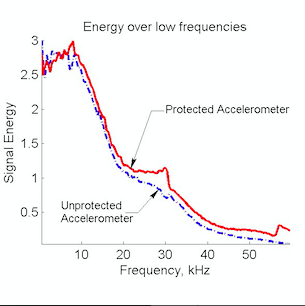 Energy over low frequencies
3
2.5
2
1.5
1
0.5
Signal Energy
Protected Accelerometer
Unprotected
Accelerometer
10 20 30 40 50
Frequency, kHz